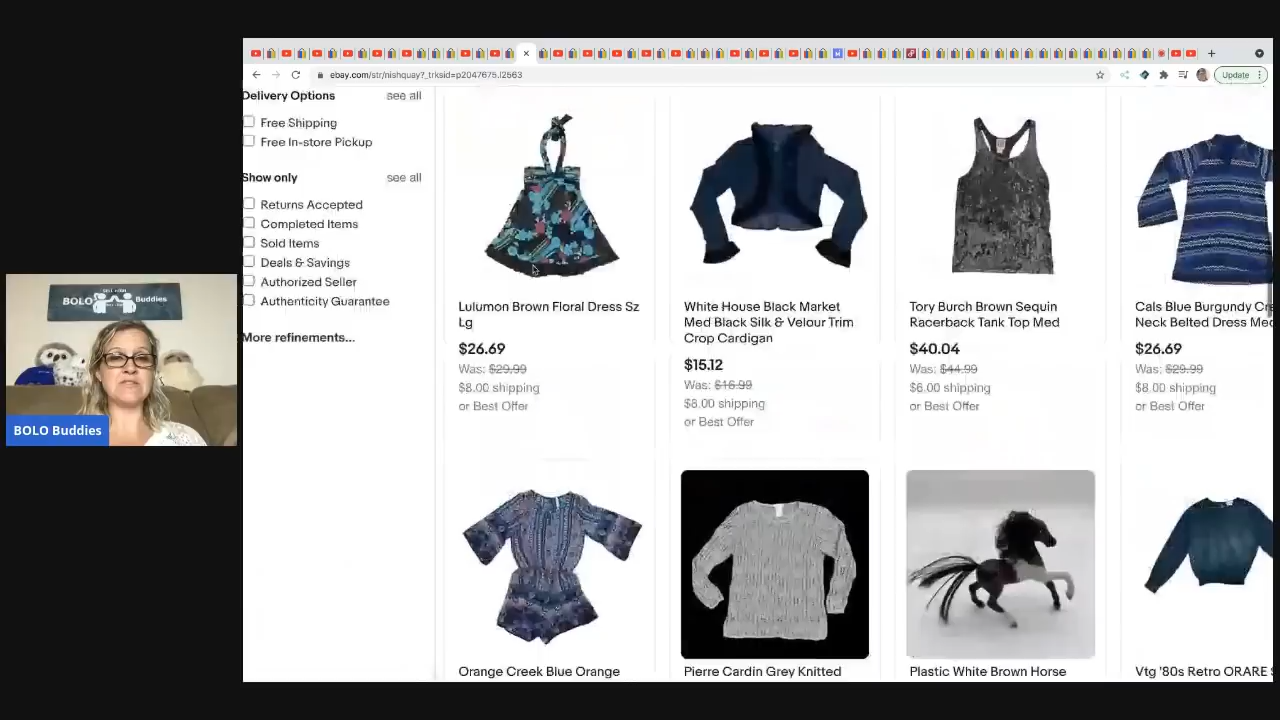 ebay.com/str/nishquay?_trksid=p2047675.l2563
Update
Delivery Options see all
Free Shipping
Free In-store Pickup
Show only see all
Returns Accepted
Completed Items
Sold Items
Deals & Savings
Authorized Seller
Authenticity Guarantee
More refinements...
Lulumon Brown Floral Dress Sz
Lg
$26.69
Was: $29.99
$8.00 shipping
or Best Offer
White House Black Market
Med Black Silk & Velour Trim
Crop Cardigan
$15.12
Was: $16.99
$8.00 shipping
or Best Offer
Tory Burch Brown Sequin
Racerback Tank Top Med
$40.04
Was: $44.99
$6.00 shipping
or Best Offer
Cals Blue Burgundy Cre
Neck Belted Dress Med
$26.69
Was: $29.99
$8.00 shipping
or Best Offer
Orange Creek Blue Orange
Pierre Cardin Grey Knitted
Plastic White Brown Horse
Vtg '80s Retro ORARE
BOLO Buddies
BOLO Buddies